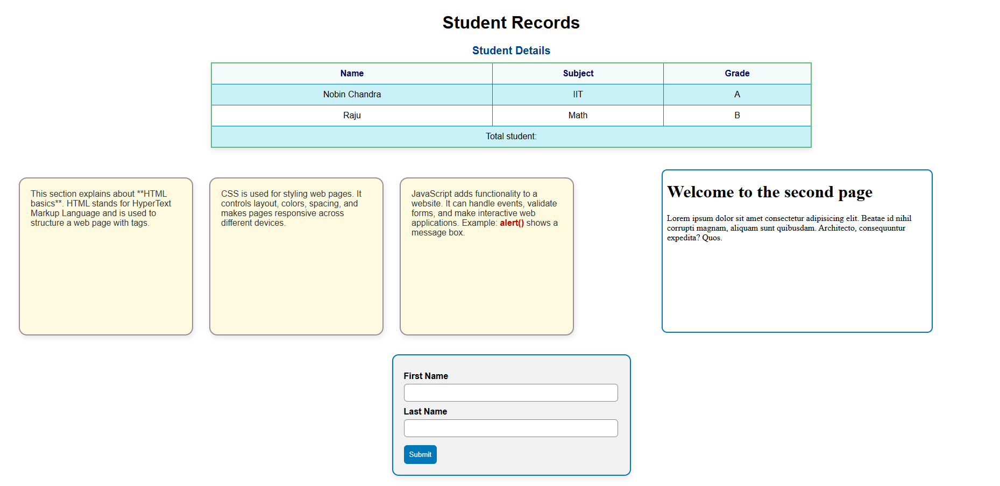 Student Records
Student Details
Name Subject Grade
Nobin Chandra IIT A
Raju Math B
Total student:
This section explains about **HTML
basics**. HTML stands for HyperText
Markup Language and is used to
structure a web page with tags.
CSS is used for styling web pages. It
controls layout, colors, spacing, and
makes pages responsive across
different devices.
JavaScript adds functionality to a
website. It can handle events, validate
forms, and make interactive web
applications. Example: alert() shows a
message box.
Welcome to the second page
Lorem ipsum dolor sit amet consectetur adipisicing elit. Beatae id nihil
corrupti magnam, aliquam sunt quibusdam. Architecto, consequuntur
expedita? Quos.
First Name
Last Name
Submit